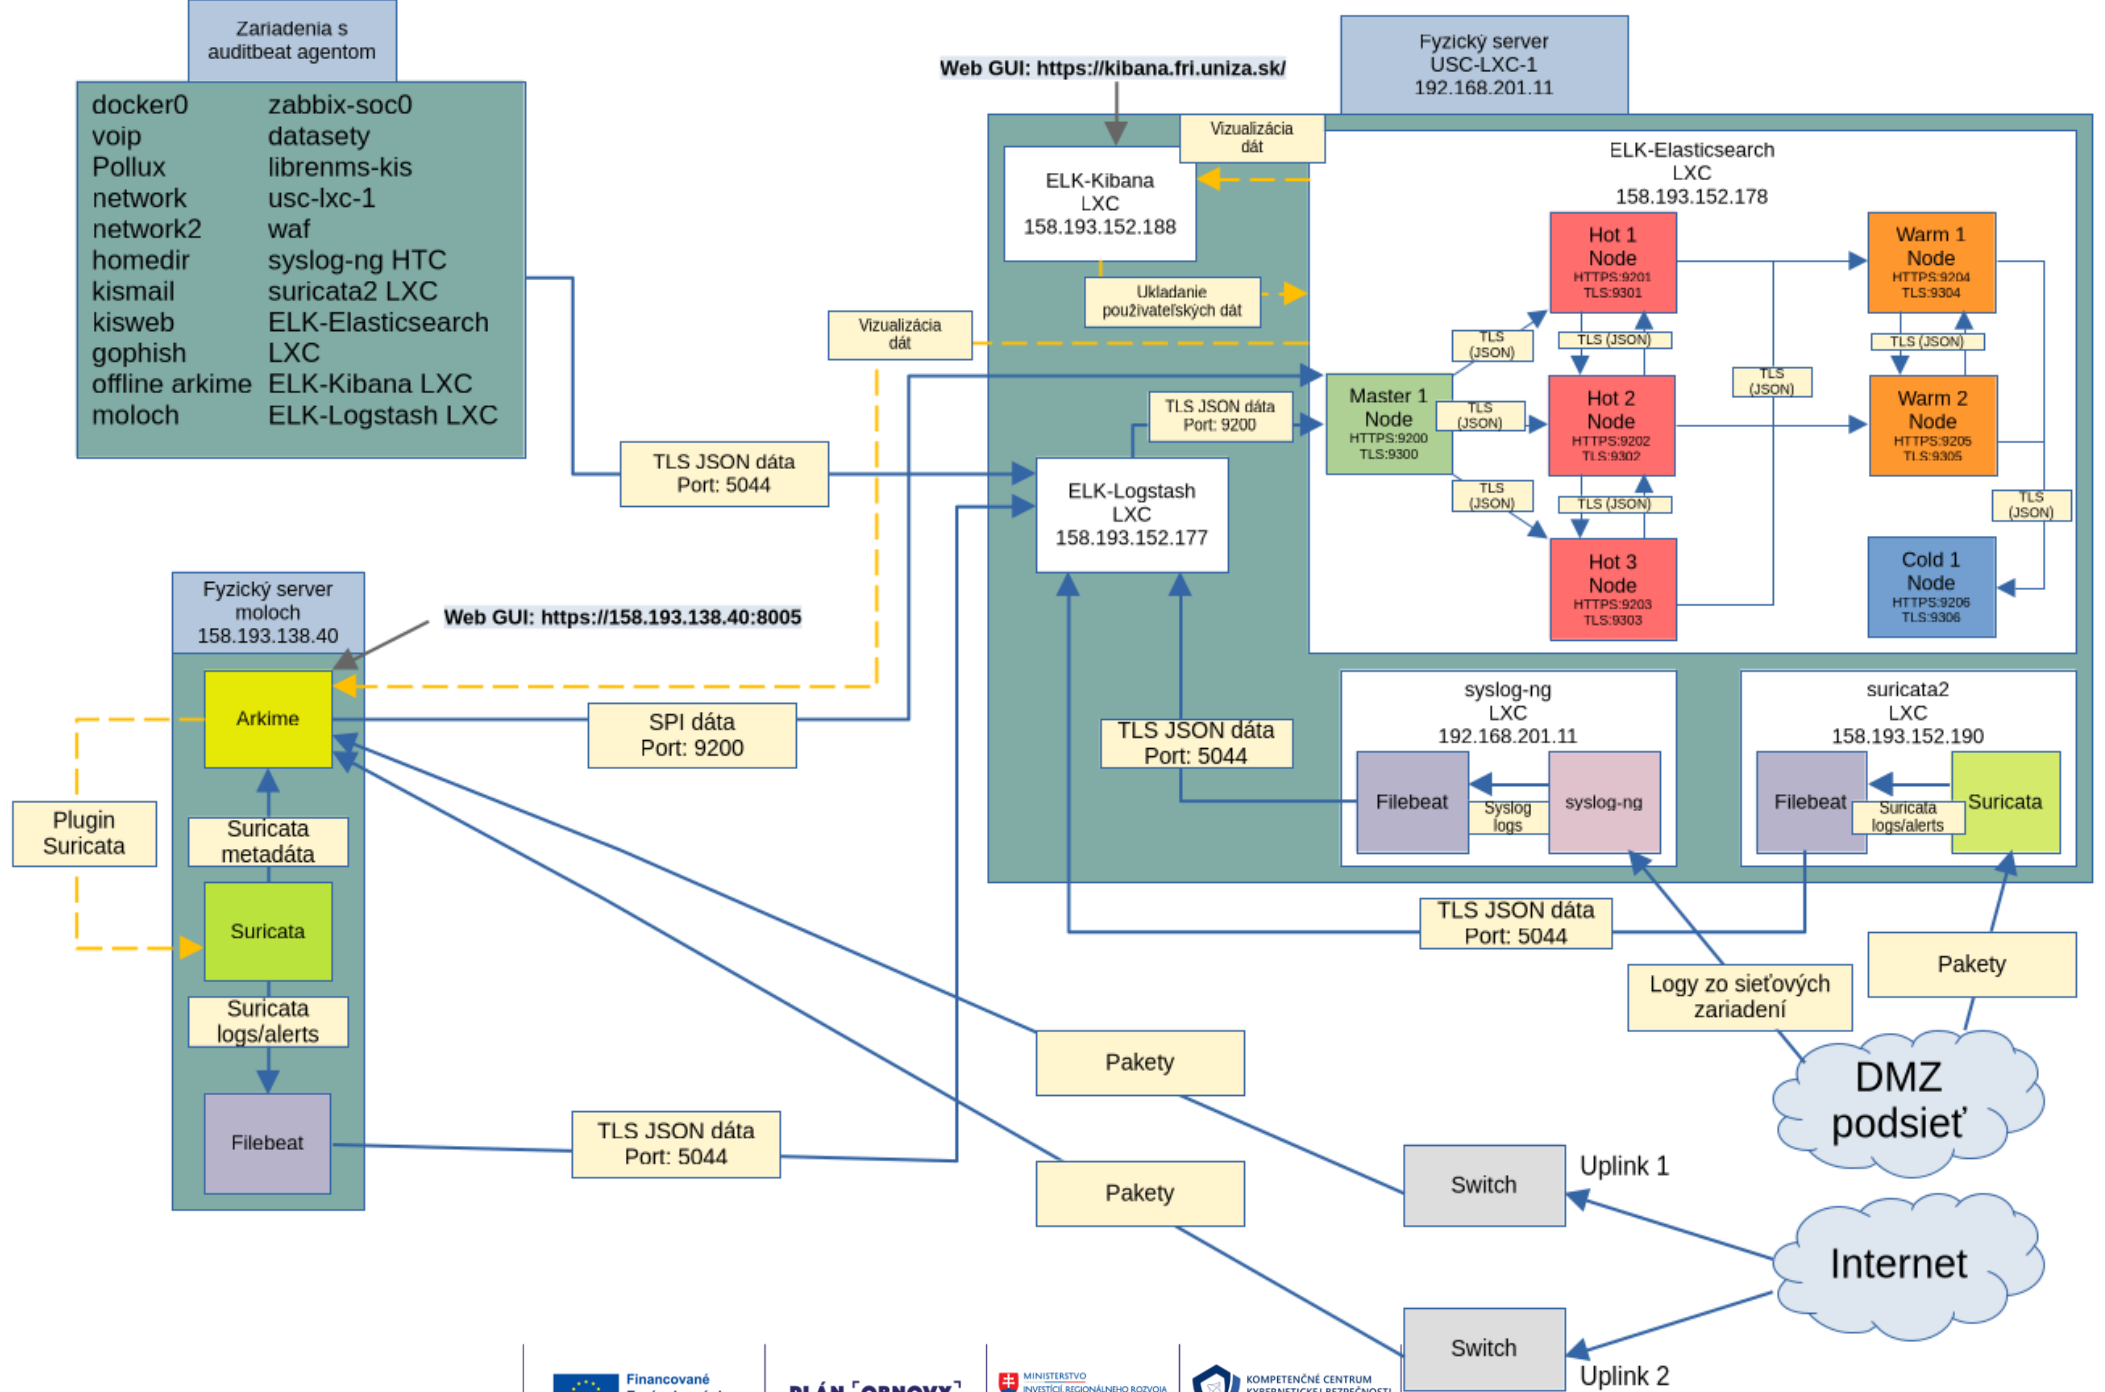 Zariadenia s
auditbeat agentom
docker0
voip
Pollux
network
network2
homedir
kismail
kisweb
gophish
offline arkime
moloch
zabbix-soc0
datasety
librenms-kis
usc-lxc-1
waf
syslog-ng HTC
suricata2 LXC
ELK-Elasticsearch
LXC
ELK-Kibana LXC
ELK-Logstash LXC
TLS JSON dáta
Port: 5044
Web GUI: https://kibana.fri.uniza.sk/
Fyzický server
USC-LXC-1
192.168.201.11
Vizualizácia
dát
ELK-Kibana
LXC
158.193.152.188
Ukladanie
použivateľských dát
Vizualizácia
dát
TLS JSON dáta
Port: 9200
ELK-Logstash
LXC
158.193.152.177
ELK-Elasticsearch
LXC
158.193.152.178
Master 1
Node
HTTPS:9200
TLS:9300
TLS
(JSON)
TLS
(JSON)
TLS
(JSON)
Hot 1
Node
HTTPS:9201
TLS:9301
TLS (JSON)
Hot 2
Node
HTTPS:9202
TLS:9302
TLS (JSON)
Hot 3
Node
HTTPS:9203
TLS:9303
TLS
(JSON)
Warm 1
Node
HTTPS:9204
TLS:9304
TLS (JSON)
Warm 2
Node
HTTPS:9205
TLS:9305
TLS
(JSON)
Cold 1
Node
HTTPS:9206
TLS:9306
Fyzický server
moloch
158.193.138.40
Web GUI: https://158.193.138.40:8005
Arkime
SPI dáta
Port: 9200
Plugin
Suricata
Suricata
metadáta
Suricata
Suricata
logs/alerts
Filebeat
TLS JSON dáta
Port: 5044
TLS JSON dáta
Port: 5044
syslog-ng
LXC
192.168.201.11
Filebeat
Syslog
logs
syslog-ng
suricata2
LXC
158.193.152.190
Filebeat
Suricata
logs/alerts
Suricata
TLS JSON dáta
Port: 5044
Logy zo sieťových
zariadení
Pakety
DMZ
podsieť
Pakety
Pakety
Switch
Uplink 1
Internet
Switch
Uplink 2
Financované
PLÁN OBNOVY
MINISTERSTVO
INVESTÍCIÍ, REGIONÁLNEHO ROZVOJA
KOMPETENČNÉ CENTRUM
KYBERNETICKEJ BEZPEČNOSTI